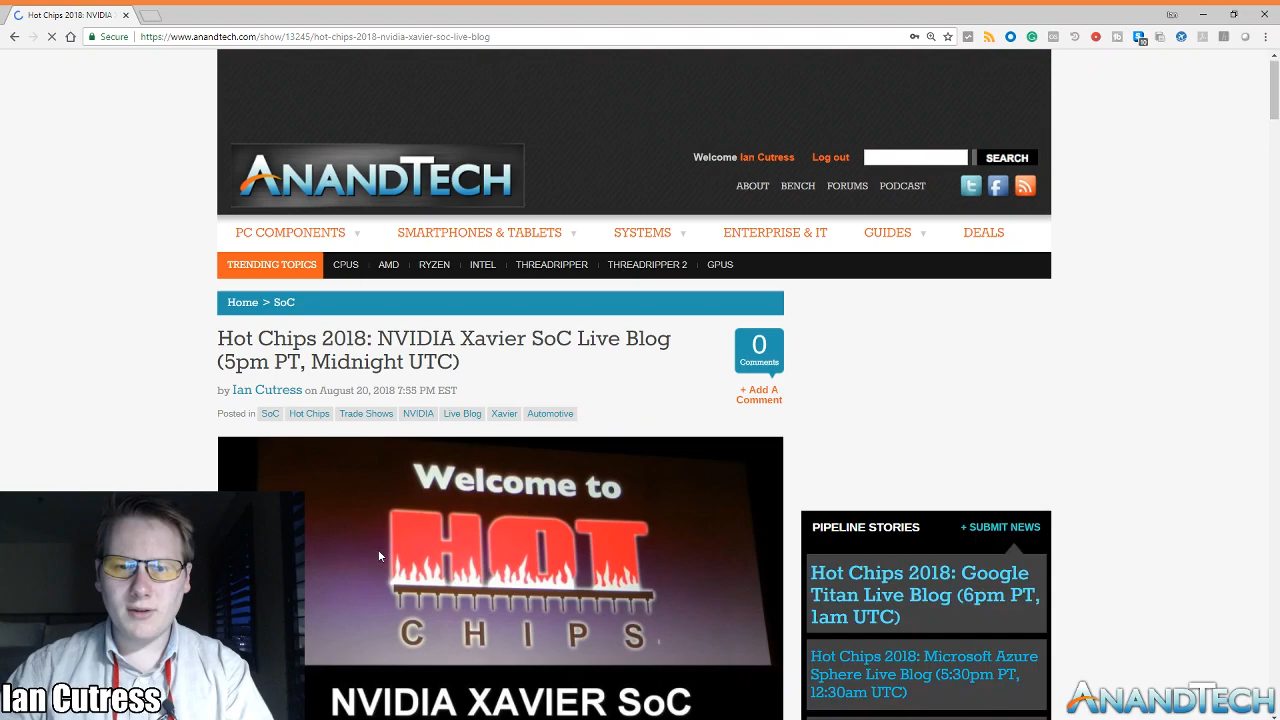 Hot Chips 2018: NVIDIA
Secure
https://www.anandtech.com/show/13245/hot-chips-2018-nvidia-xavier-soc-live-blog
ANANDTECH
Welcome Ian Cutress Log out
SEARCH
ABOUT BENCH FORUMS PODCAST
PC COMPONENTS SMARTPHONES & TABLETS SYSTEMS ENTERPRISE & IT GUIDES DEALS
TRENDING TOPICS CPUS AMD RYZEN INTEL THREADRIPPER THREADRIPPER 2 GPUS
Home > SoC
Hot Chips 2018: NVIDIA Xavier SoC Live Blog
(5pm PT, Midnight UTC)
0
Comments
+ Add A
Comment
by Ian Cutress on August 20, 2018 7:55 PM EST
Posted in SoC Hot Chips Trade Shows NVIDIA Live Blog Xavier Automotive
Welcome to
HOT
CHIPS
NVIDIA XAVIER SoC
PIPELINE STORIES + SUBMIT NEWS
Hot Chips 2018: Google
Titan Live Blog (6pm PT,
1am UTC)
Hot Chips 2018: Microsoft Azure
Sphere Live Blog (5:30pm PT,
12:30am UTC)
Ian Cutress
ANANDTECH